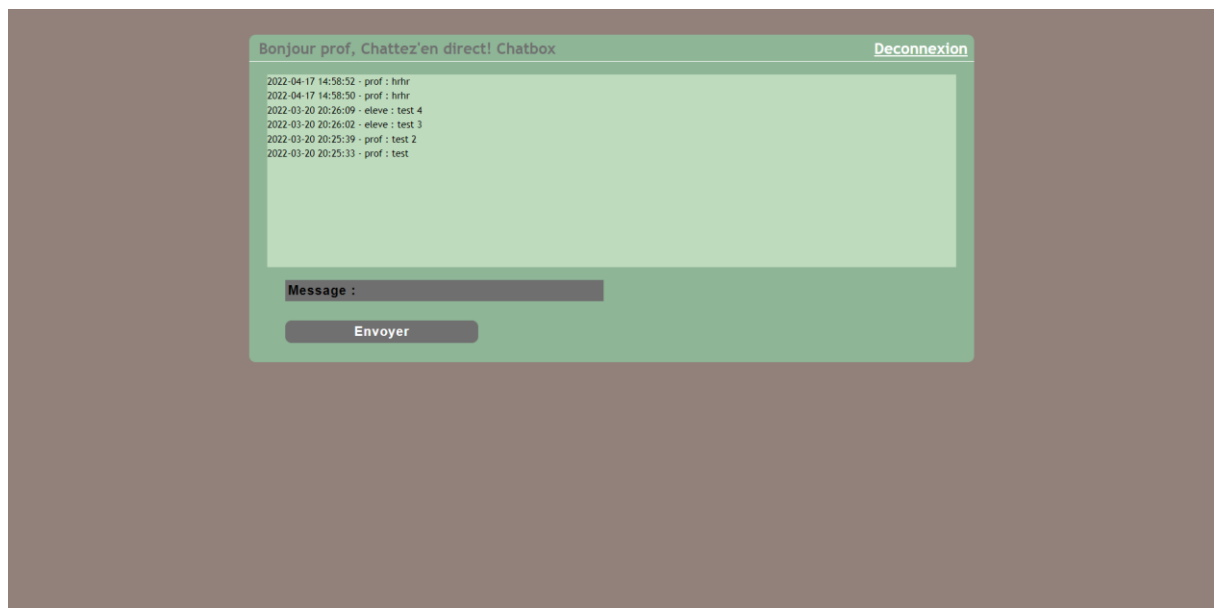 Bonjour prof, Chattez'en direct! Chatbox
Deconnexion
2022-04-17 14:58:52 - prof : hrhr
2022-04-17 14:58:50 - prof : hrhr
2022-03-20 20:26:09 - eleve : test 4
2022-03-20 20:26:02 - eleve : test 3
2022-03-20 20:25:39 - prof : test 2
2022-03-20 20:25:33 - prof : test
Message :
Envoyer